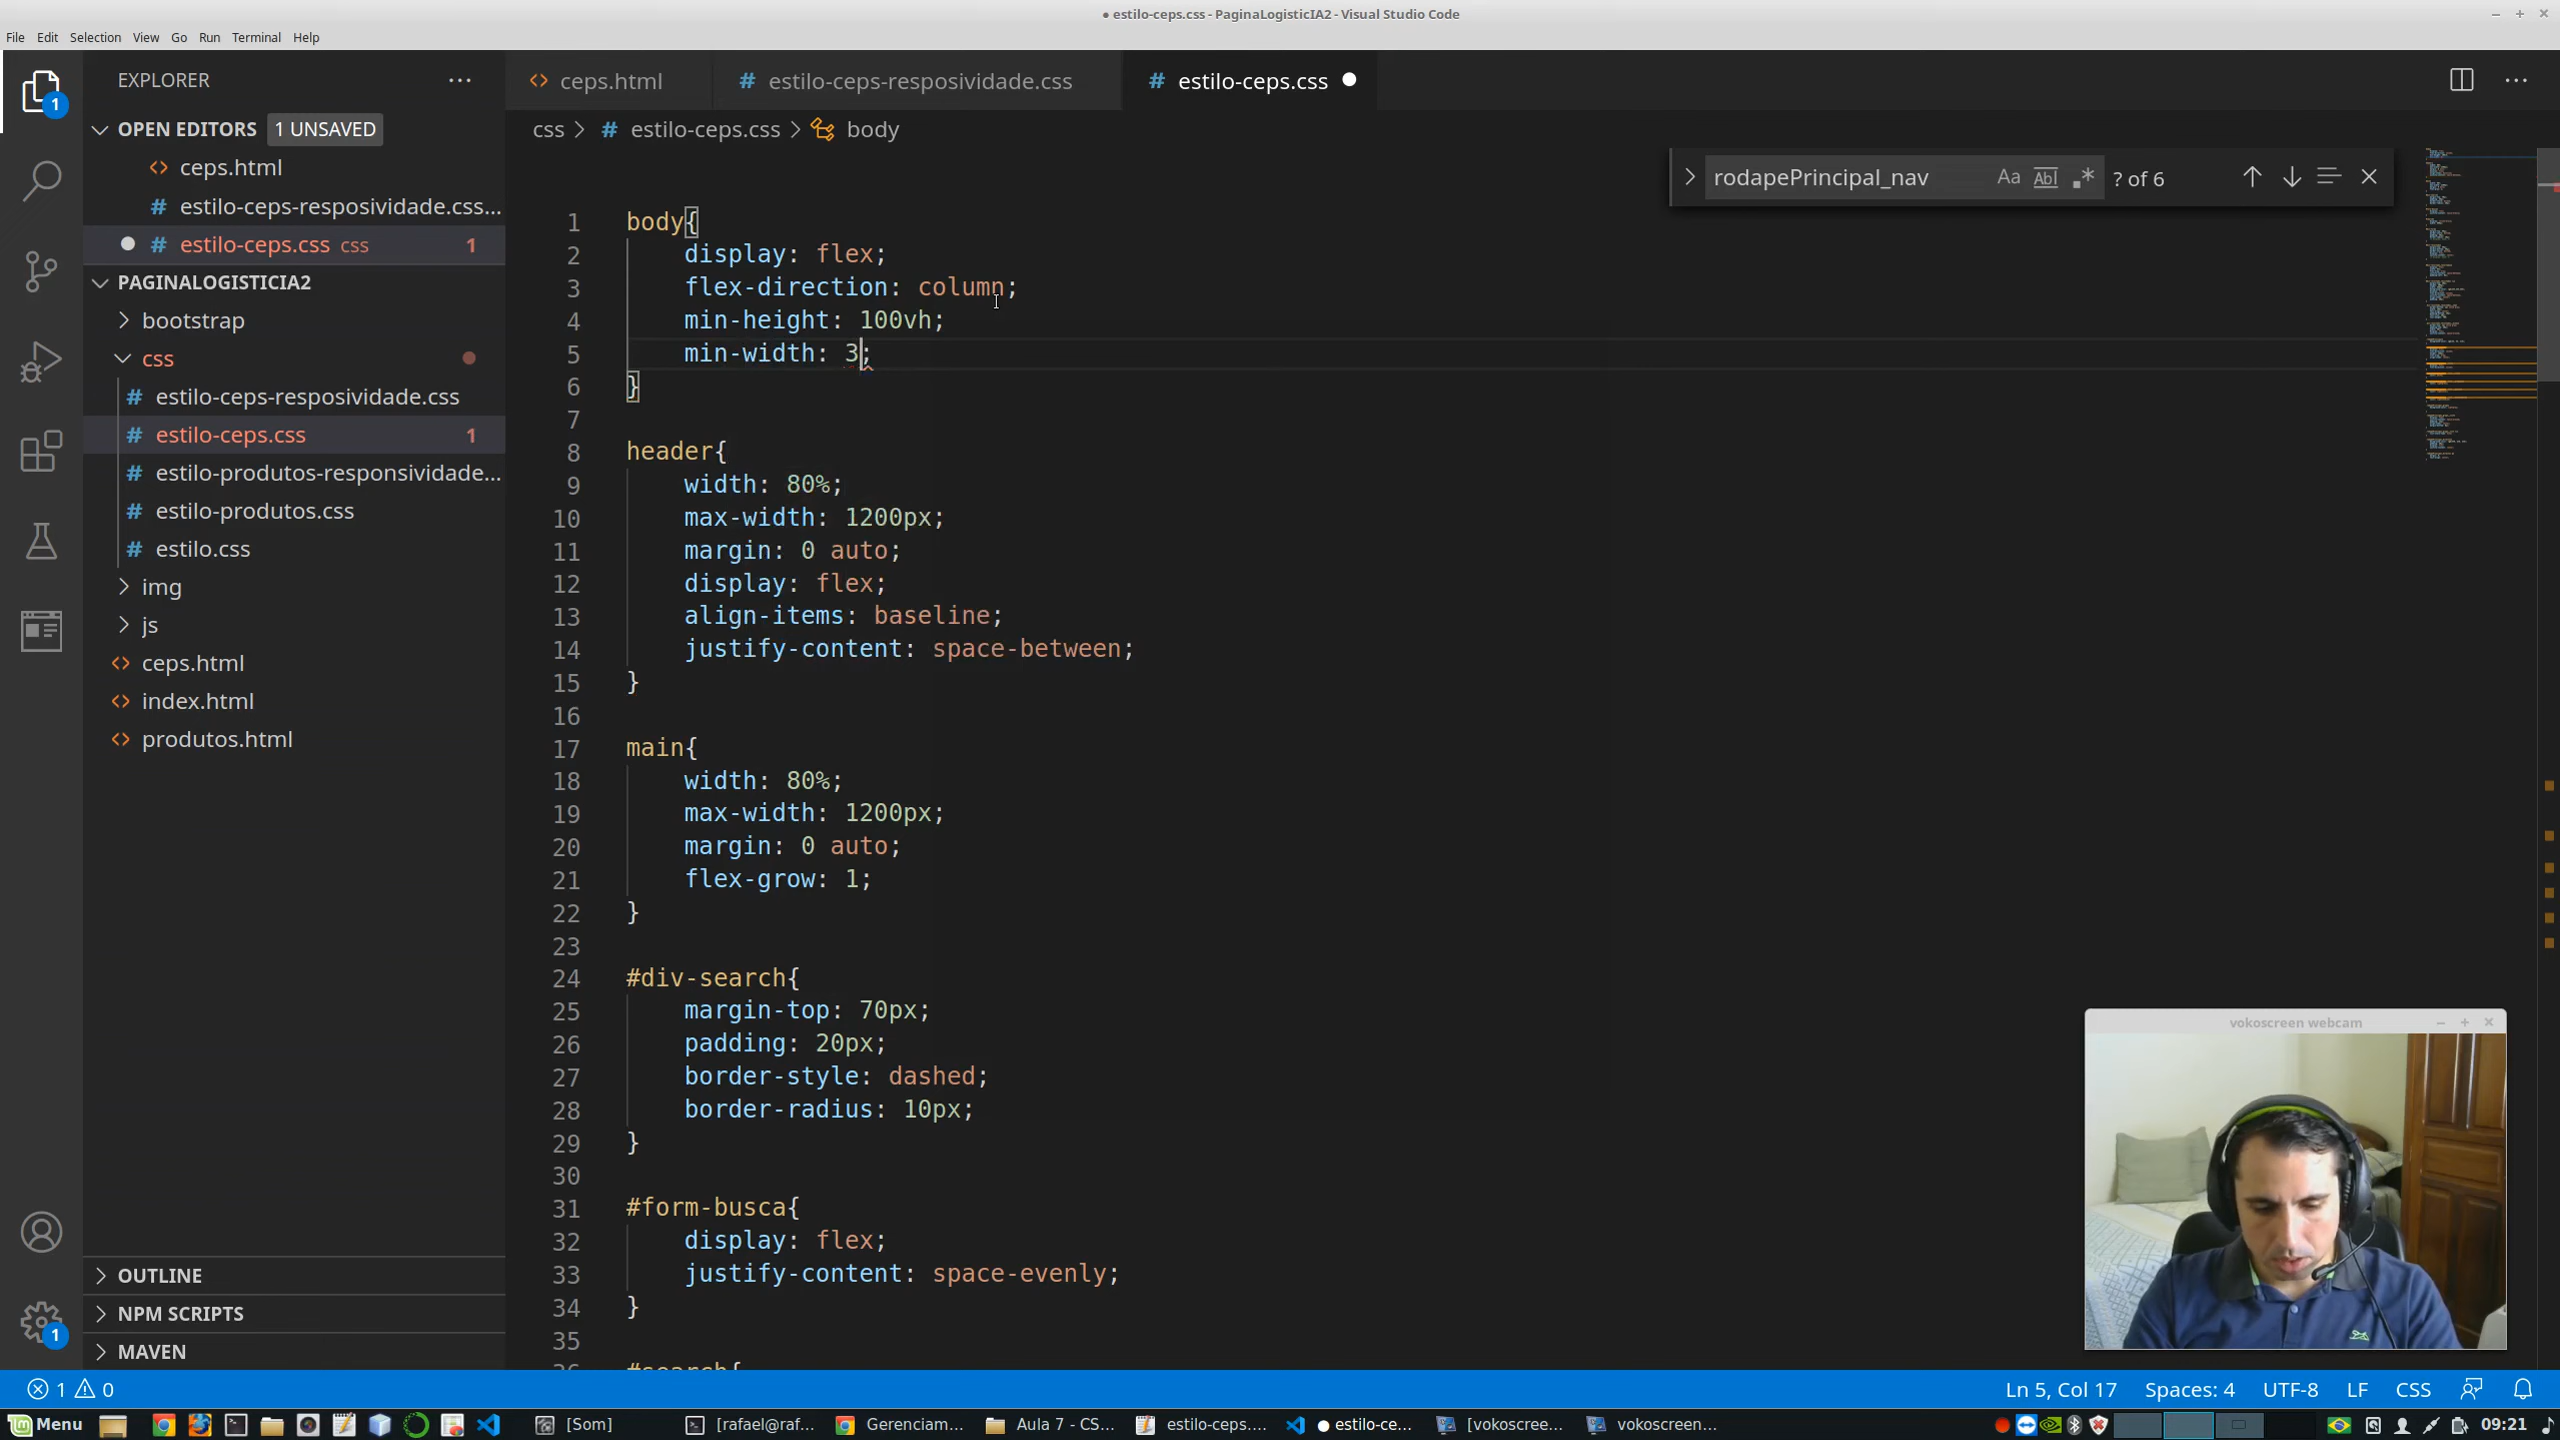 ● estilo-ceps.css - PaginaLogisticIA2 - Visual Studio Code
File Edit Selection View Go Run Terminal Help
EXPLORER
OPEN EDITORS 1 UNSAVED
ceps.html
estilo-ceps-resposividade.css...
estilo-ceps.css css 1
PAGINALOGISTICIA2
bootstrap
css
estilo-ceps-resposividade.css
estilo-ceps.css 1
estilo-produtos-responsividade...
estilo-produtos.css
estilo.css
img
js
ceps.html
index.html
produtos.html
OUTLINE
NPM SCRIPTS
MAVEN
1
1
ceps.html # estilo-ceps-resposividade.css # estilo-ceps.css ●
css > # estilo-ceps.css > body
rodapePrincipal_nav Aa Abl .* ? of 6
1 body{
2 display: flex;
3 flex-direction: column;
4 min-height: 100vh;
5 min-width: 3;
6 }
7
8 header{
9 width: 80%;
10 max-width: 1200px;
11 margin: 0 auto;
12 display: flex;
13 align-items: baseline;
14 justify-content: space-between;
15 }
16
17 main{
18 width: 80%;
19 max-width: 1200px;
20 margin: 0 auto;
21 flex-grow: 1;
22 }
23
24 #div-search{
25 margin-top: 70px;
26 padding: 20px;
27 border-style: dashed;
28 border-radius: 10px;
29 }
30
31 #form-busca{
32 display: flex;
33 justify-content: space-evenly;
34 }
35
36 #search{
vokoscreen webcam
1 0
Ln 5, Col 17 Spaces: 4 UTF-8 LF CSS
Menu [Som] [rafael@raf... Gerenciam... Aula 7 - CS... estilo-ceps.... ● estilo-ce... [vokoscree... vokoscreen... 09:21